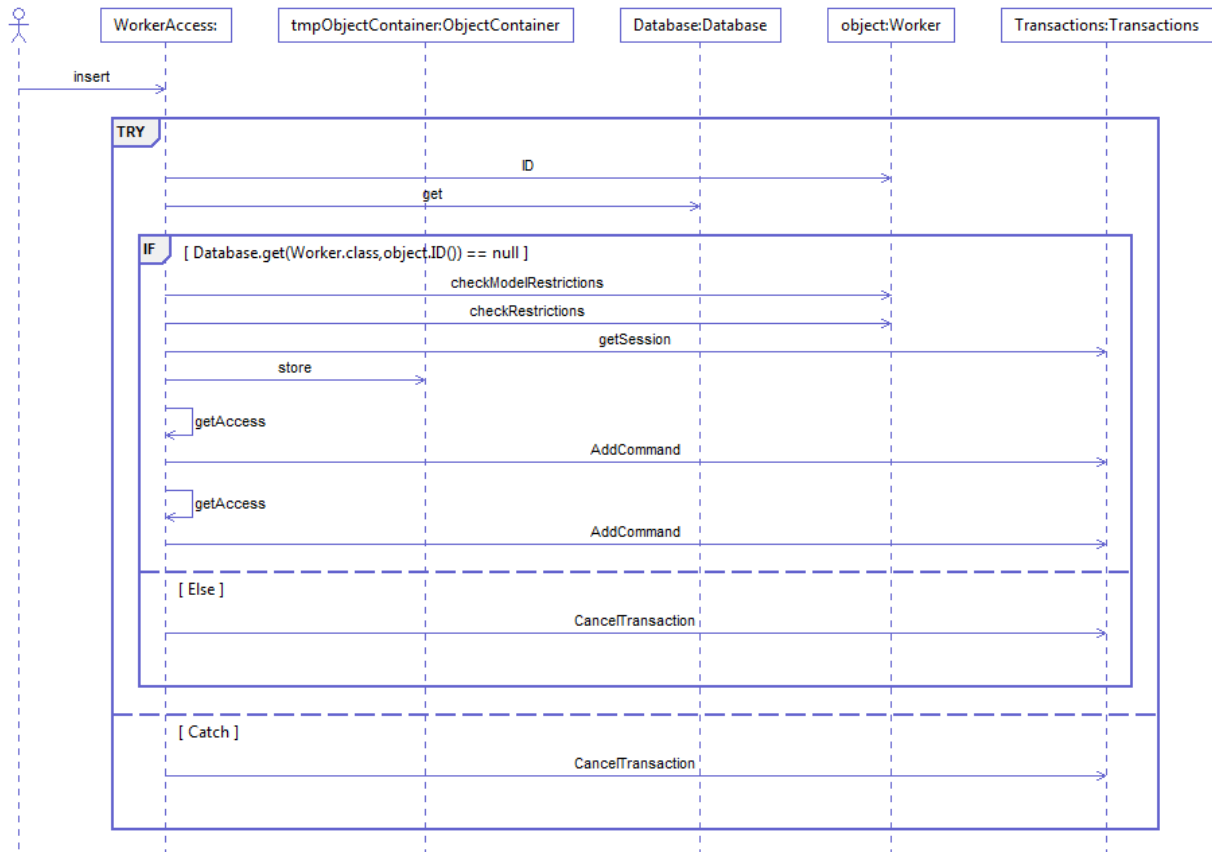 WorkerAccess:
tmpObjectContainer:ObjectContainer
Database:Database
object:Worker
Transactions:Transactions
insert
TRY
ID
get
IF
[ Database.get(Worker.class,object.ID()) == null ]
checkModelRestrictions
checkRestrictions
getSession
store
getAccess
AddCommand
getAccess
AddCommand
[ Else ]
CancelTransaction
[ Catch ]
CancelTransaction